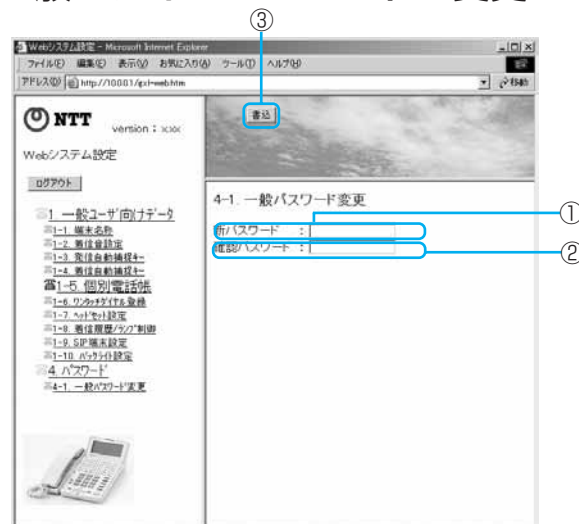 ③
Webシステム設定 - Microsoft Internet Explorer
ファイル(F) 編集(E) 表示(V) お気に入り(A) ツール(T) ヘルプ(H)
アドレス(D) http://10.0.0.1/gxl-web.htm 移動
NTT
version : x.xx
書込
Webシステム設定
ログアウト
4-1. 一般パスワード変更
①
新パスワード :
確認パスワード :
②
1. 一般ユーザ向けデータ
1-1. 端末名称
1-2. 着信音設定
1-3. 発信自動捕捉キー
1-4. 着信自動捕捉キー
1-5. 個別電話帳
1-6. ワンタッチダイヤル登録
1-7. ヘッドセット設定
1-8. 着信履歴/ランプ制御
1-9. SIP端末設定
1-10. バックライト設定
4. パスワード
4-1. 一般パスワード変更